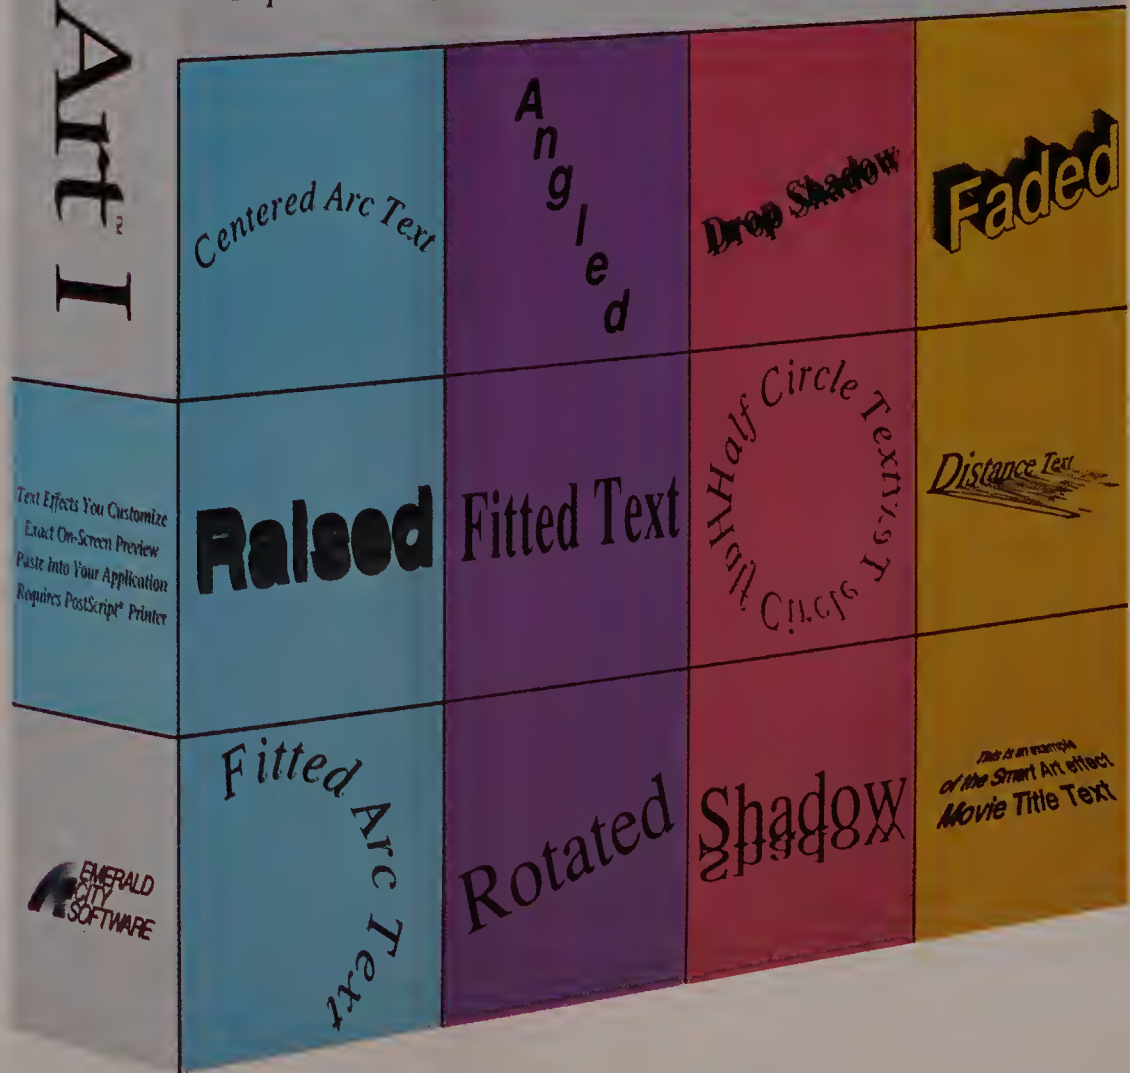 Art I
Text Effects You Customize
Exact On-Screen Preview
Paste Into Your Application
Requires PostScript® Printer
EMERALD
CITY
SOFTWARE
Centered Arc Text
Angled
Drop Shadow
Faded
Raised
Fitted Text
Half Circle Text
Half Circle Text
Distance Text
Fitted Arc Text
Rotated
Shadow
This is an example
of the Smart Art effect
Movie Title Text